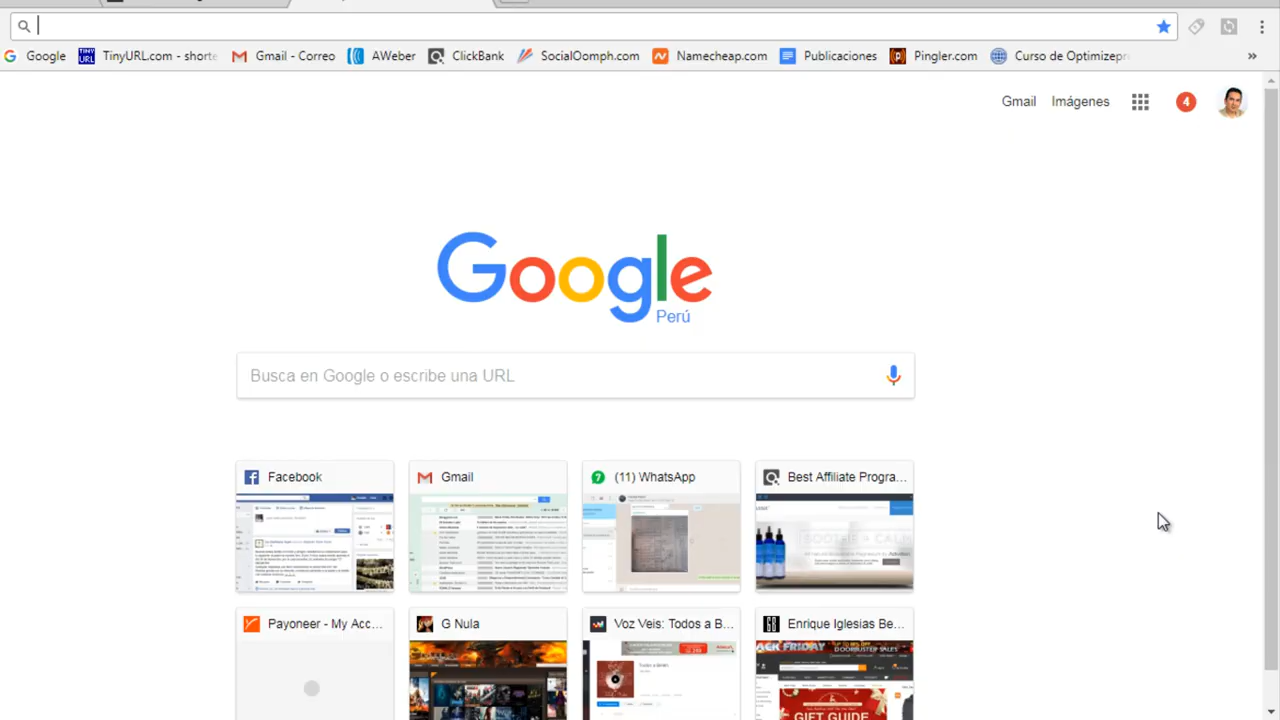 Google
TinyURL.com - shorte
Gmail - Correo
AWeber
ClickBank
SocialOomph.com
Namecheap.com
Publicaciones
Pingler.com
Curso de Optimizepr
»
Gmail
Imágenes
4
Google
Perú
Busca en Google o escribe una URL
Facebook
Gmail
(11) WhatsApp
Best Affiliate Progra...
Payoneer - My Acc...
G Nula
Voz Veis: Todos a B...
Enrique Iglesias Be...
DOORBUSTER SALES
GIFT GUIDE